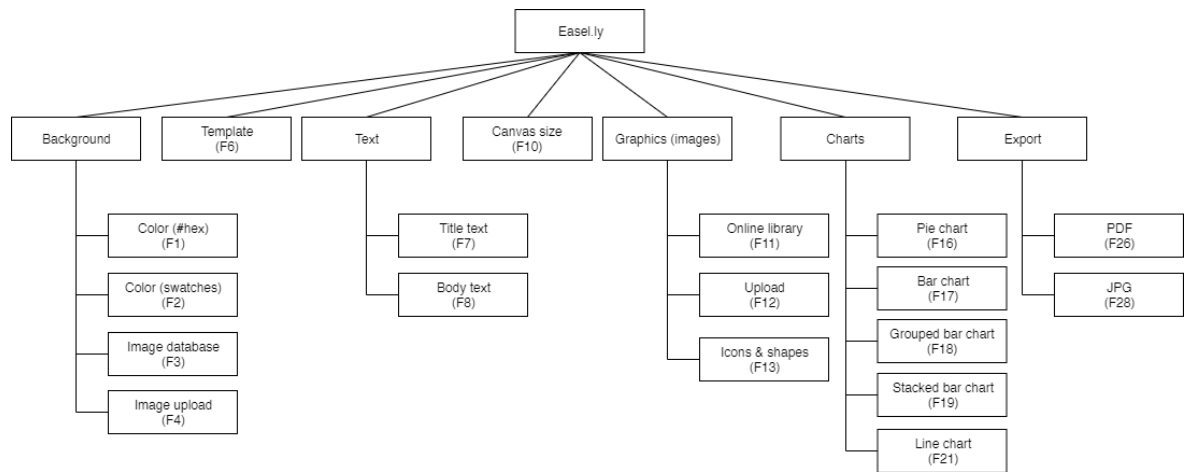 Easel.ly
Background
Template
(F6)
Text
Canvas size
(F10)
Graphics (images)
Charts
Export
Color (#hex)
(F1)
Color (swatches)
(F2)
Image database
(F3)
Image upload
(F4)
Title text
(F7)
Body text
(F8)
Online library
(F11)
Upload
(F12)
Icons & shapes
(F13)
Pie chart
(F16)
Bar chart
(F17)
Grouped bar chart
(F18)
Stacked bar chart
(F19)
Line chart
(F21)
PDF
(F26)
JPG
(F28)